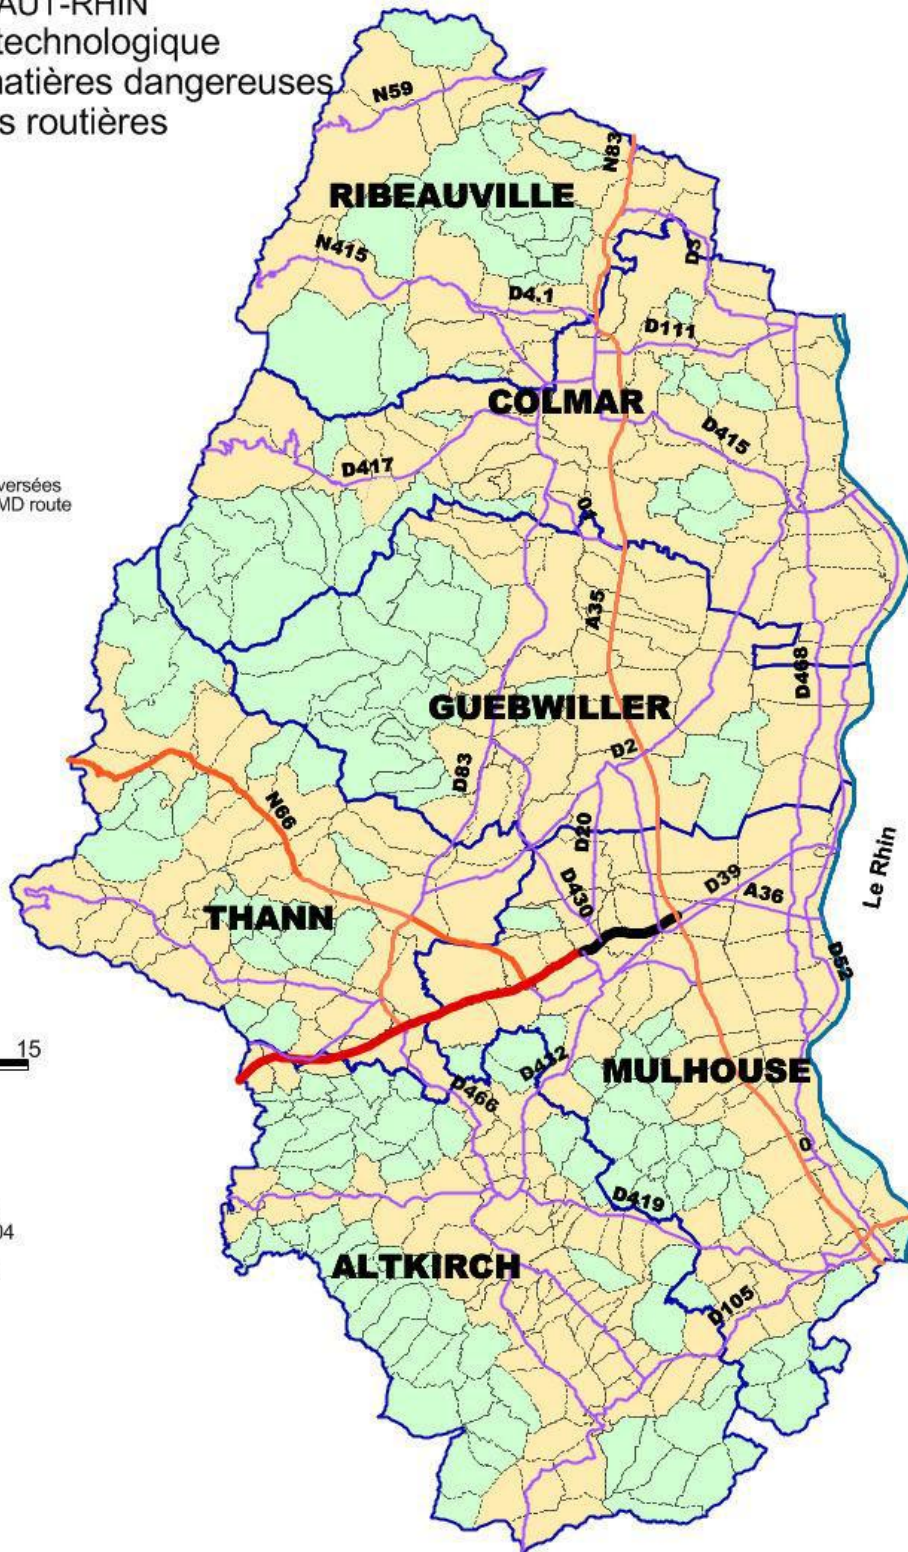 AUT-RHIN
technologique
matières dangereuses
s routières
N59
N83
RIBEAUVILLE
N415
D3
D4.1
D111
COLMAR
D415
D417
versées
MD route
A35
D468
GUEBWILLER
D2
D83
N66
D20
Le Rhin
D430
D39
A36
THANN
D52
15
MULHOUSE
D432
D466
0
D419
04
ALTKIRCH
D105